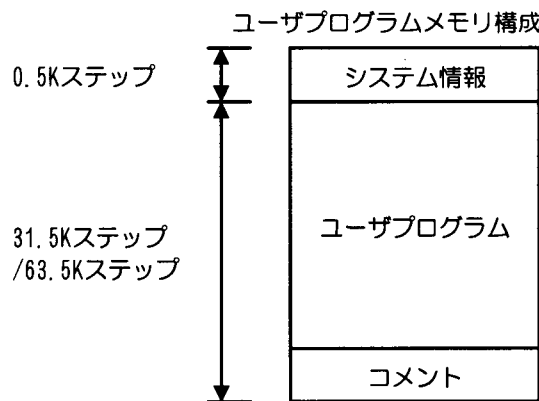 ユーザプログラムメモリ構成
0.5Kステップ
システム情報
31.5Kステップ
/63.5Kステップ
ユーザプログラム
コメント